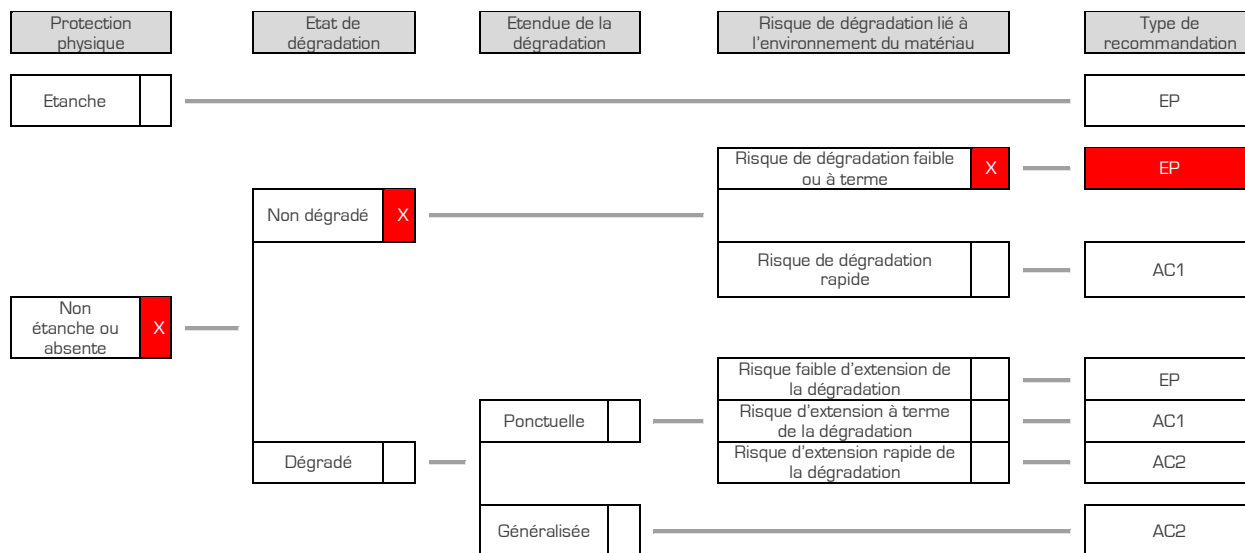 Protection
physique
Etat de
dégradation
Etendue de la
dégradation
Risque de dégradation lié à
l'environnement du matériau
Type de
recommandation
Etanche
EP
Risque de dégradation faible
ou à terme
X
EP
Non dégradé
X
Risque de dégradation
rapide
AC1
Non
étanche ou
absente
X
Risque faible d'extension de
la dégradation
EP
Ponctuelle
Risque d'extension à terme
de la dégradation
AC1
Dégradé
Risque d'extension rapide de
la dégradation
AC2
Généralisée
AC2